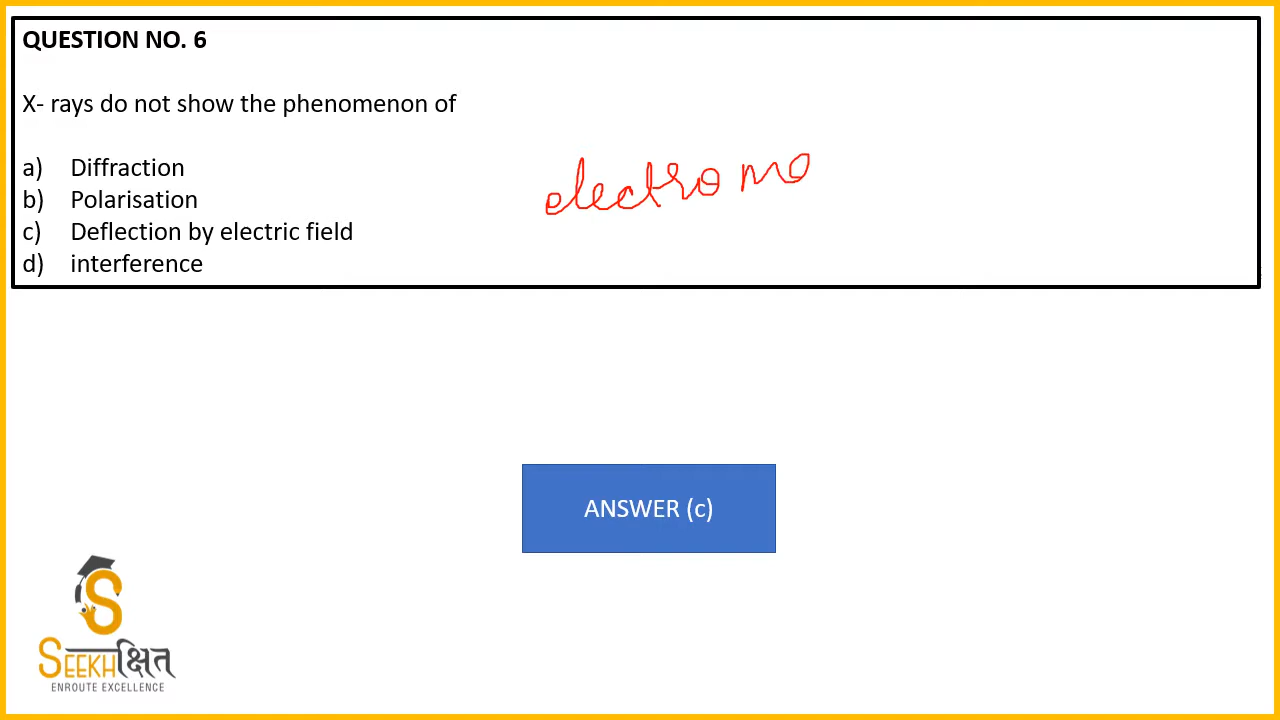 QUESTION NO. 6
X- rays do not show the phenomenon of
a) Diffraction
b) Polarisation
c) Deflection by electric field
d) interference
electro mo
ANSWER (c)
S
SEEKHक्षित
ENROUTE EXCELLENCE